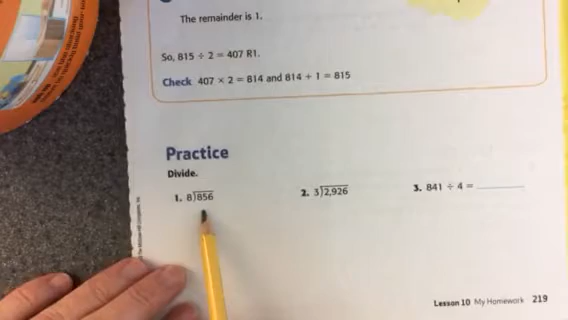 The remainder is 1.
So, 815 ÷ 2 = 407 R1.
Check 407 × 2 = 814 and 814 + 1 = 815
Practice
Divide.
1. 8)856
2. 3)2,926
3. 841 ÷ 4 = ________
Lesson 10 My Homework 219